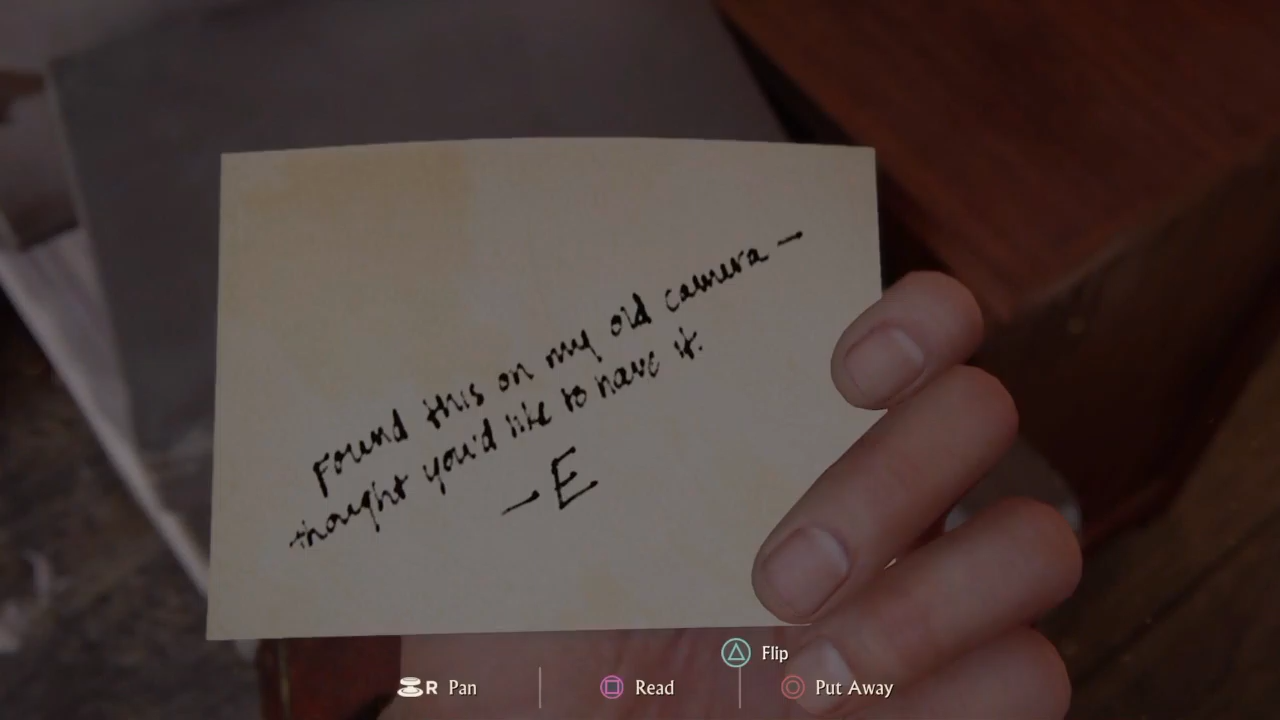 Found this on my old camera —
thought you'd like to have it.
— E
Flip
R Pan
Read
Put Away